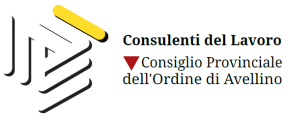 Consulenti del Lavoro
Consiglio Provinciale
dell'Ordine di Avellino